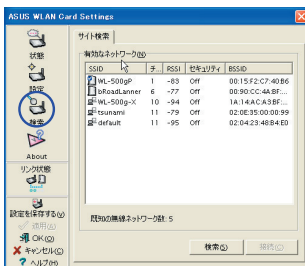 ASUS WLAN Card Settings
サイト検索
有効なネットワーク(N)
SSID チ... RSSI セキュリティ BSSID
WL-500gP 1 -83 Off 00:15:F2:C7:40:B6
bRoadLanner 6 -77 Off 00:90:CC:4A:BF:...
WL-500g-X 10 -94 Off 1A:14:AC:A3:BF:...
tsunami 11 -79 Off 02:0E:35:00:00:99
default 11 -95 Off 02:04:23:48:B4:E0
状態
設定
検索
About
リンク状態
設定を保存する(V)
適用(A)
OK(O)
キャンセル(C)
ヘルプ(H)
既知の無線ネットワーク数: 5
検索(S)
接続(C)